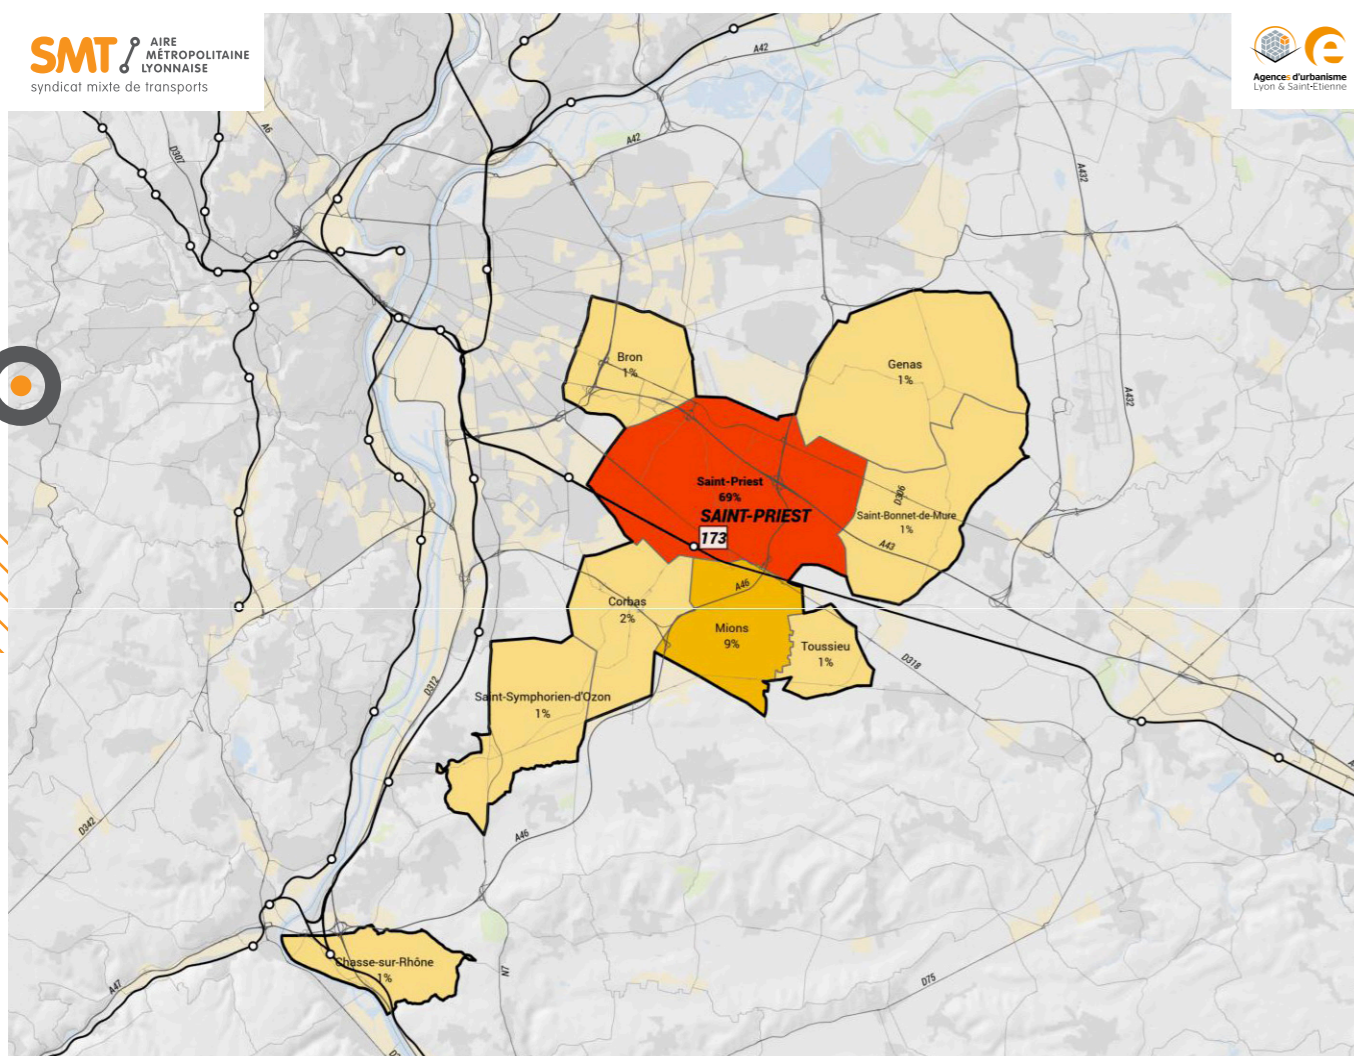 SMT
AIRE
MÉTROPOLITAINE
LYONNAISE
syndicat mixte de transports
Agences d'urbanisme
Lyon & Saint-Etienne
A42
A42
A6
D307
A432
A432
Bron
1%
Genas
1%
Saint-Priest
69%
SAINT-PRIEST
173
D306
Saint-Bonnet-de-Mure
1%
A43
A46
Corbas
2%
Mions
9%
Toussieu
1%
D318
D312
Saint-Symphorien-d'Ozon
1%
D342
A46
Chasse-sur-Rhône
1%
A47
N7
D75